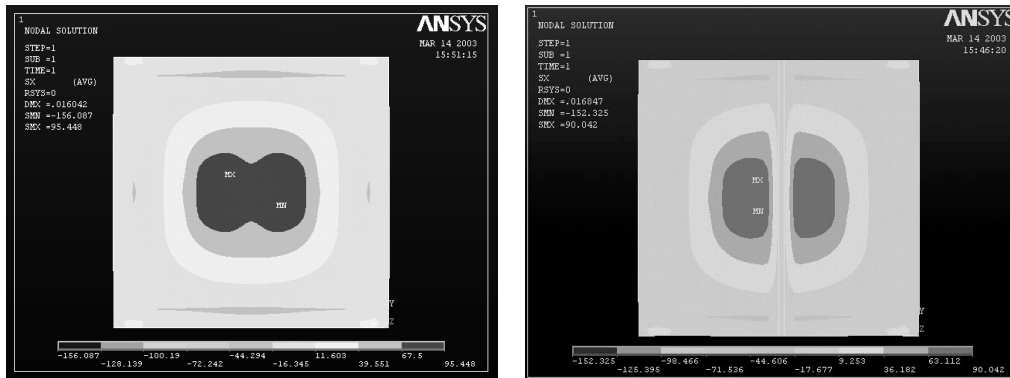 1
NODAL SOLUTION
STEP=1
SUB =1
TIME=1
SX (AVG)
RSYS=0
DMX =.016042
SMN =-156.087
SMX =95.448
ANSYS
MAR 14 2003
15:51:15
MX
MN
Y
Z
-156.087 -100.19 -44.294 11.603 67.5
-128.139 -72.242 -16.345 39.551 95.448
1
NODAL SOLUTION
STEP=1
SUB =1
TIME=1
SX (AVG)
RSYS=0
DMX =.016847
SMN =-152.325
SMX =90.042
ANSYS
MAR 14 2003
15:46:20
MX
MN
Y
Z
-152.325 -98.466 -44.606 9.253 63.112
-125.395 -71.536 -17.677 36.182 90.042